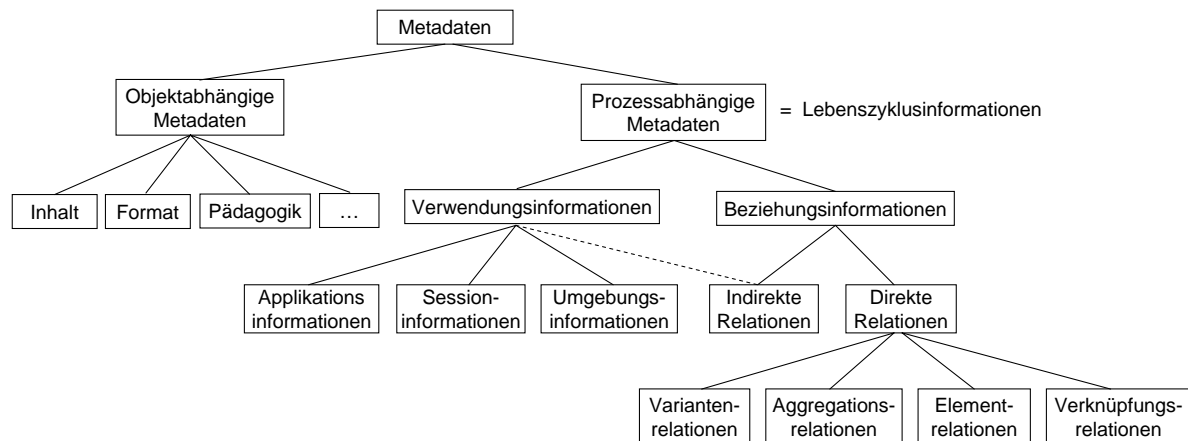 Metadaten
Objektabhängige
Metadaten
Prozessabhängige
Metadaten
= Lebenszyklusinformationen
Inhalt
Format
Pädagogik
…
Verwendungsinformationen
Beziehungsinformationen
Applikations
informationen
Session-
informationen
Umgebungs-
informationen
Indirekte
Relationen
Direkte
Relationen
Varianten-
relationen
Aggregations-
relationen
Element-
relationen
Verknüpfungs-
relationen